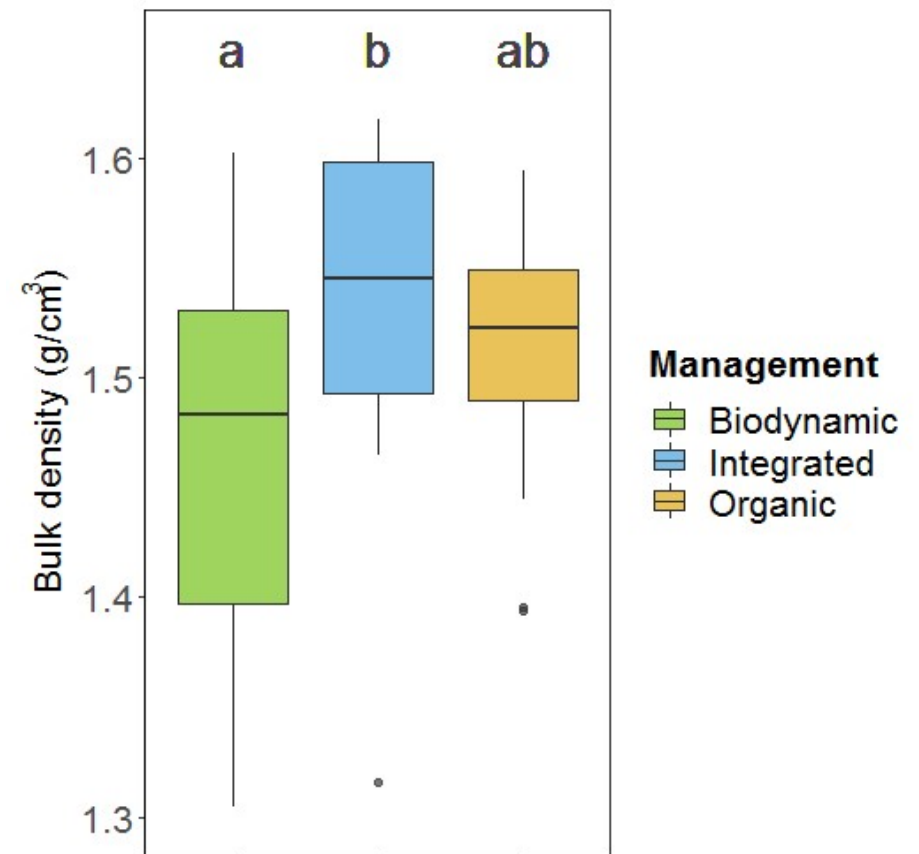 a b ab
1.6
1.5
1.4
1.3
Bulk density (g/cm³)
Management
Biodynamic
Integrated
Organic